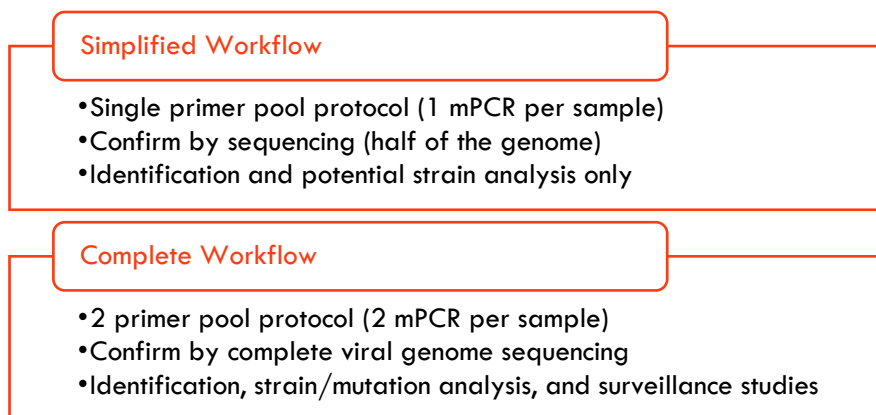 Simplified Workflow
•Single primer pool protocol (1 mPCR per sample)
•Confirm by sequencing (half of the genome)
•Identification and potential strain analysis only
Complete Workflow
•2 primer pool protocol (2 mPCR per sample)
•Confirm by complete viral genome sequencing
•Identification, strain/mutation analysis, and surveillance studies